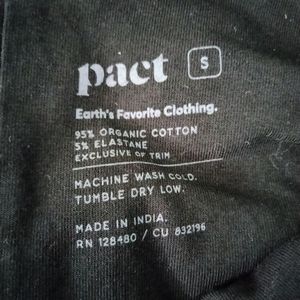 pact S
Earth's Favorite Clothing.
95% ORGANIC COTTON
5% ELASTANE
EXCLUSIVE OF TRIM
MACHINE WASH COLD.
TUMBLE DRY LOW.
MADE IN INDIA.
RN 128480 / CU 832196